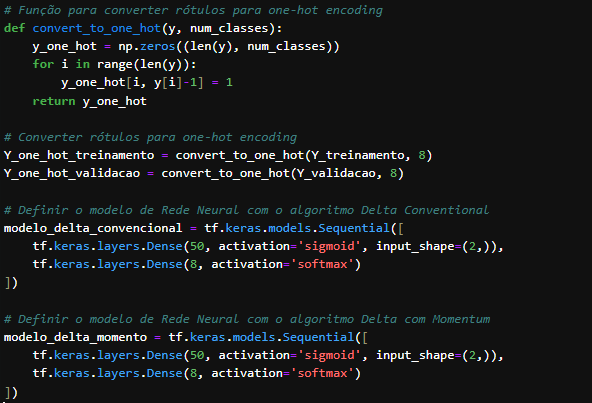 # Função para converter rótulos para one-hot encoding
def convert_to_one_hot(y, num_classes):
    y_one_hot = np.zeros((len(y), num_classes))
    for i in range(len(y)):
        y_one_hot[i, y[i]-1] = 1
    return y_one_hot

# Converter rótulos para one-hot encoding
Y_one_hot_treinamento = convert_to_one_hot(Y_treinamento, 8)
Y_one_hot_validacao = convert_to_one_hot(Y_validacao, 8)

# Definir o modelo de Rede Neural com o algoritmo Delta Conventional
modelo_delta_convencional = tf.keras.models.Sequential([
    tf.keras.layers.Dense(50, activation='sigmoid', input_shape=(2,)),
    tf.keras.layers.Dense(8, activation='softmax')
])

# Definir o modelo de Rede Neural com o algoritmo Delta com Momentum
modelo_delta_momento = tf.keras.models.Sequential([
    tf.keras.layers.Dense(50, activation='sigmoid', input_shape=(2,)),
    tf.keras.layers.Dense(8, activation='softmax')
])